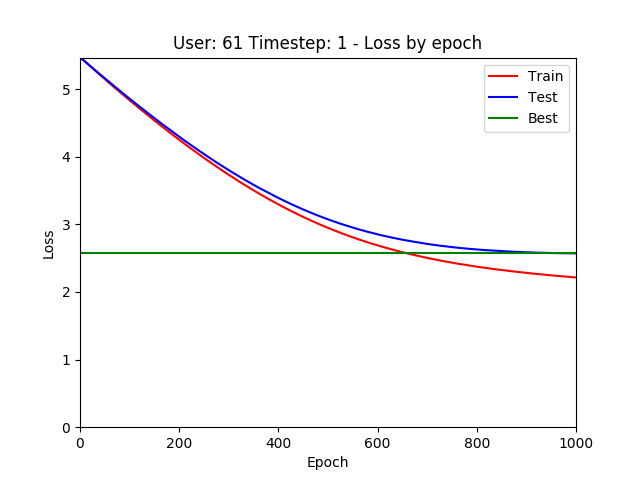 User: 61 Timestep: 1 - Loss by epoch
Train
Test
Best
Loss
5
4
3
2
1
0
0 200 400 600 800 1000
Epoch